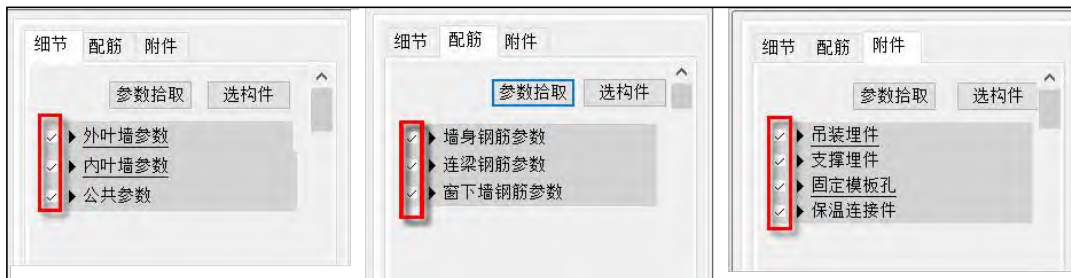 细节 配筋 附件
参数拾取 选构件
外叶墙参数
内叶墙参数
公共参数
细节 配筋 附件
参数拾取 选构件
墙身钢筋参数
连梁钢筋参数
窗下墙钢筋参数
细节 配筋 附件
参数拾取 选构件
吊装埋件
支撑埋件
固定模板孔
保温连接件